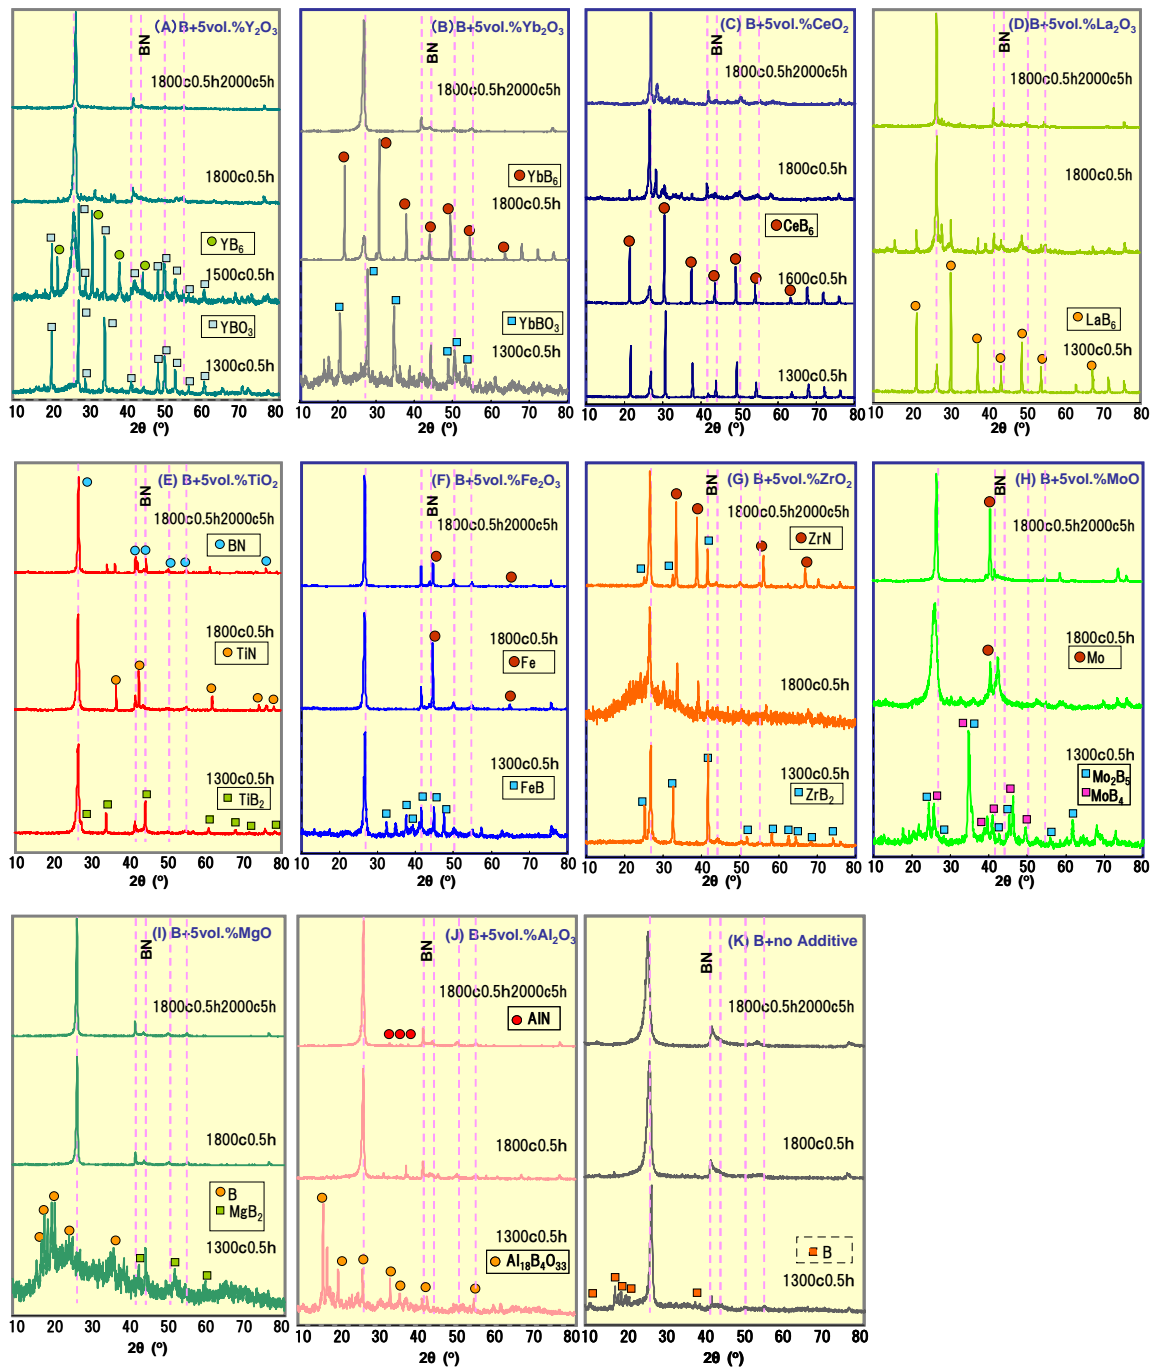 (A) B+5vol.%Y₂O₃
BN
1800c0.5h2000c5h
1800c0.5h
YB₆
1500c0.5h
YBO₃
1300c0.5h
10 20 30 40 50 60 70 80
2θ (°)
(B) B+5vol.%Yb₂O₃
BN
1800c0.5h2000c5h
YbB₆
1800c0.5h
YbBO₃
1300c0.5h
10 20 30 40 50 60 70 80
2θ (°)
(C) B+5vol.%CeO₂
BN
1800c0.5h2000c5h
1800c0.5h
CeB₆
1600c0.5h
1300c0.5h
10 20 30 40 50 60 70 80
2θ (°)
(D)B+5vol.%La₂O₃
BN
1800c0.5h2000c5h
1800c0.5h
LaB₆
1300c0.5h
10 20 30 40 50 60 70 80
2θ (°)
(E) B+5vol.%TiO₂
BN
1800c0.5h2000c5h
BN
1800c0.5h
TiN
1300c0.5h
TiB₂
10 20 30 40 50 60 70 80
2θ (°)
(F) B+5vol.%Fe₂O₃
BN
1800c0.5h2000c5h
1800c0.5h
Fe
1300c0.5h
FeB
10 20 30 40 50 60 70 80
2θ (°)
(G) B+5vol.%ZrO₂
BN
1800c0.5h2000c5h
ZrN
1800c0.5h
1300c0.5h
ZrB₂
10 20 30 40 50 60 70 80
2θ (°)
(H) B+5vol.%MoO
BN
1800c0.5h2000c5h
1800c0.5h
Mo
1300c0.5h
Mo₂B₅
MoB₄
10 20 30 40 50 60 70 80
2θ (°)
(I) B+5vol.%MgO
BN
1800c0.5h2000c5h
1800c0.5h
B
MgB₂
1300c0.5h
10 20 30 40 50 60 70 80
2θ (°)
(J) B+5vol.%Al₂O₃
BN
1800c0.5h2000c5h
AlN
1800c0.5h
1300c0.5h
Al₁₈B₄O₃₃
10 20 30 40 50 60 70 80
2θ (°)
(K) B+no Additive
BN
1800c0.5h2000c5h
1800c0.5h
B
1300c0.5h
10 20 30 40 50 60 70 80
2θ (°)